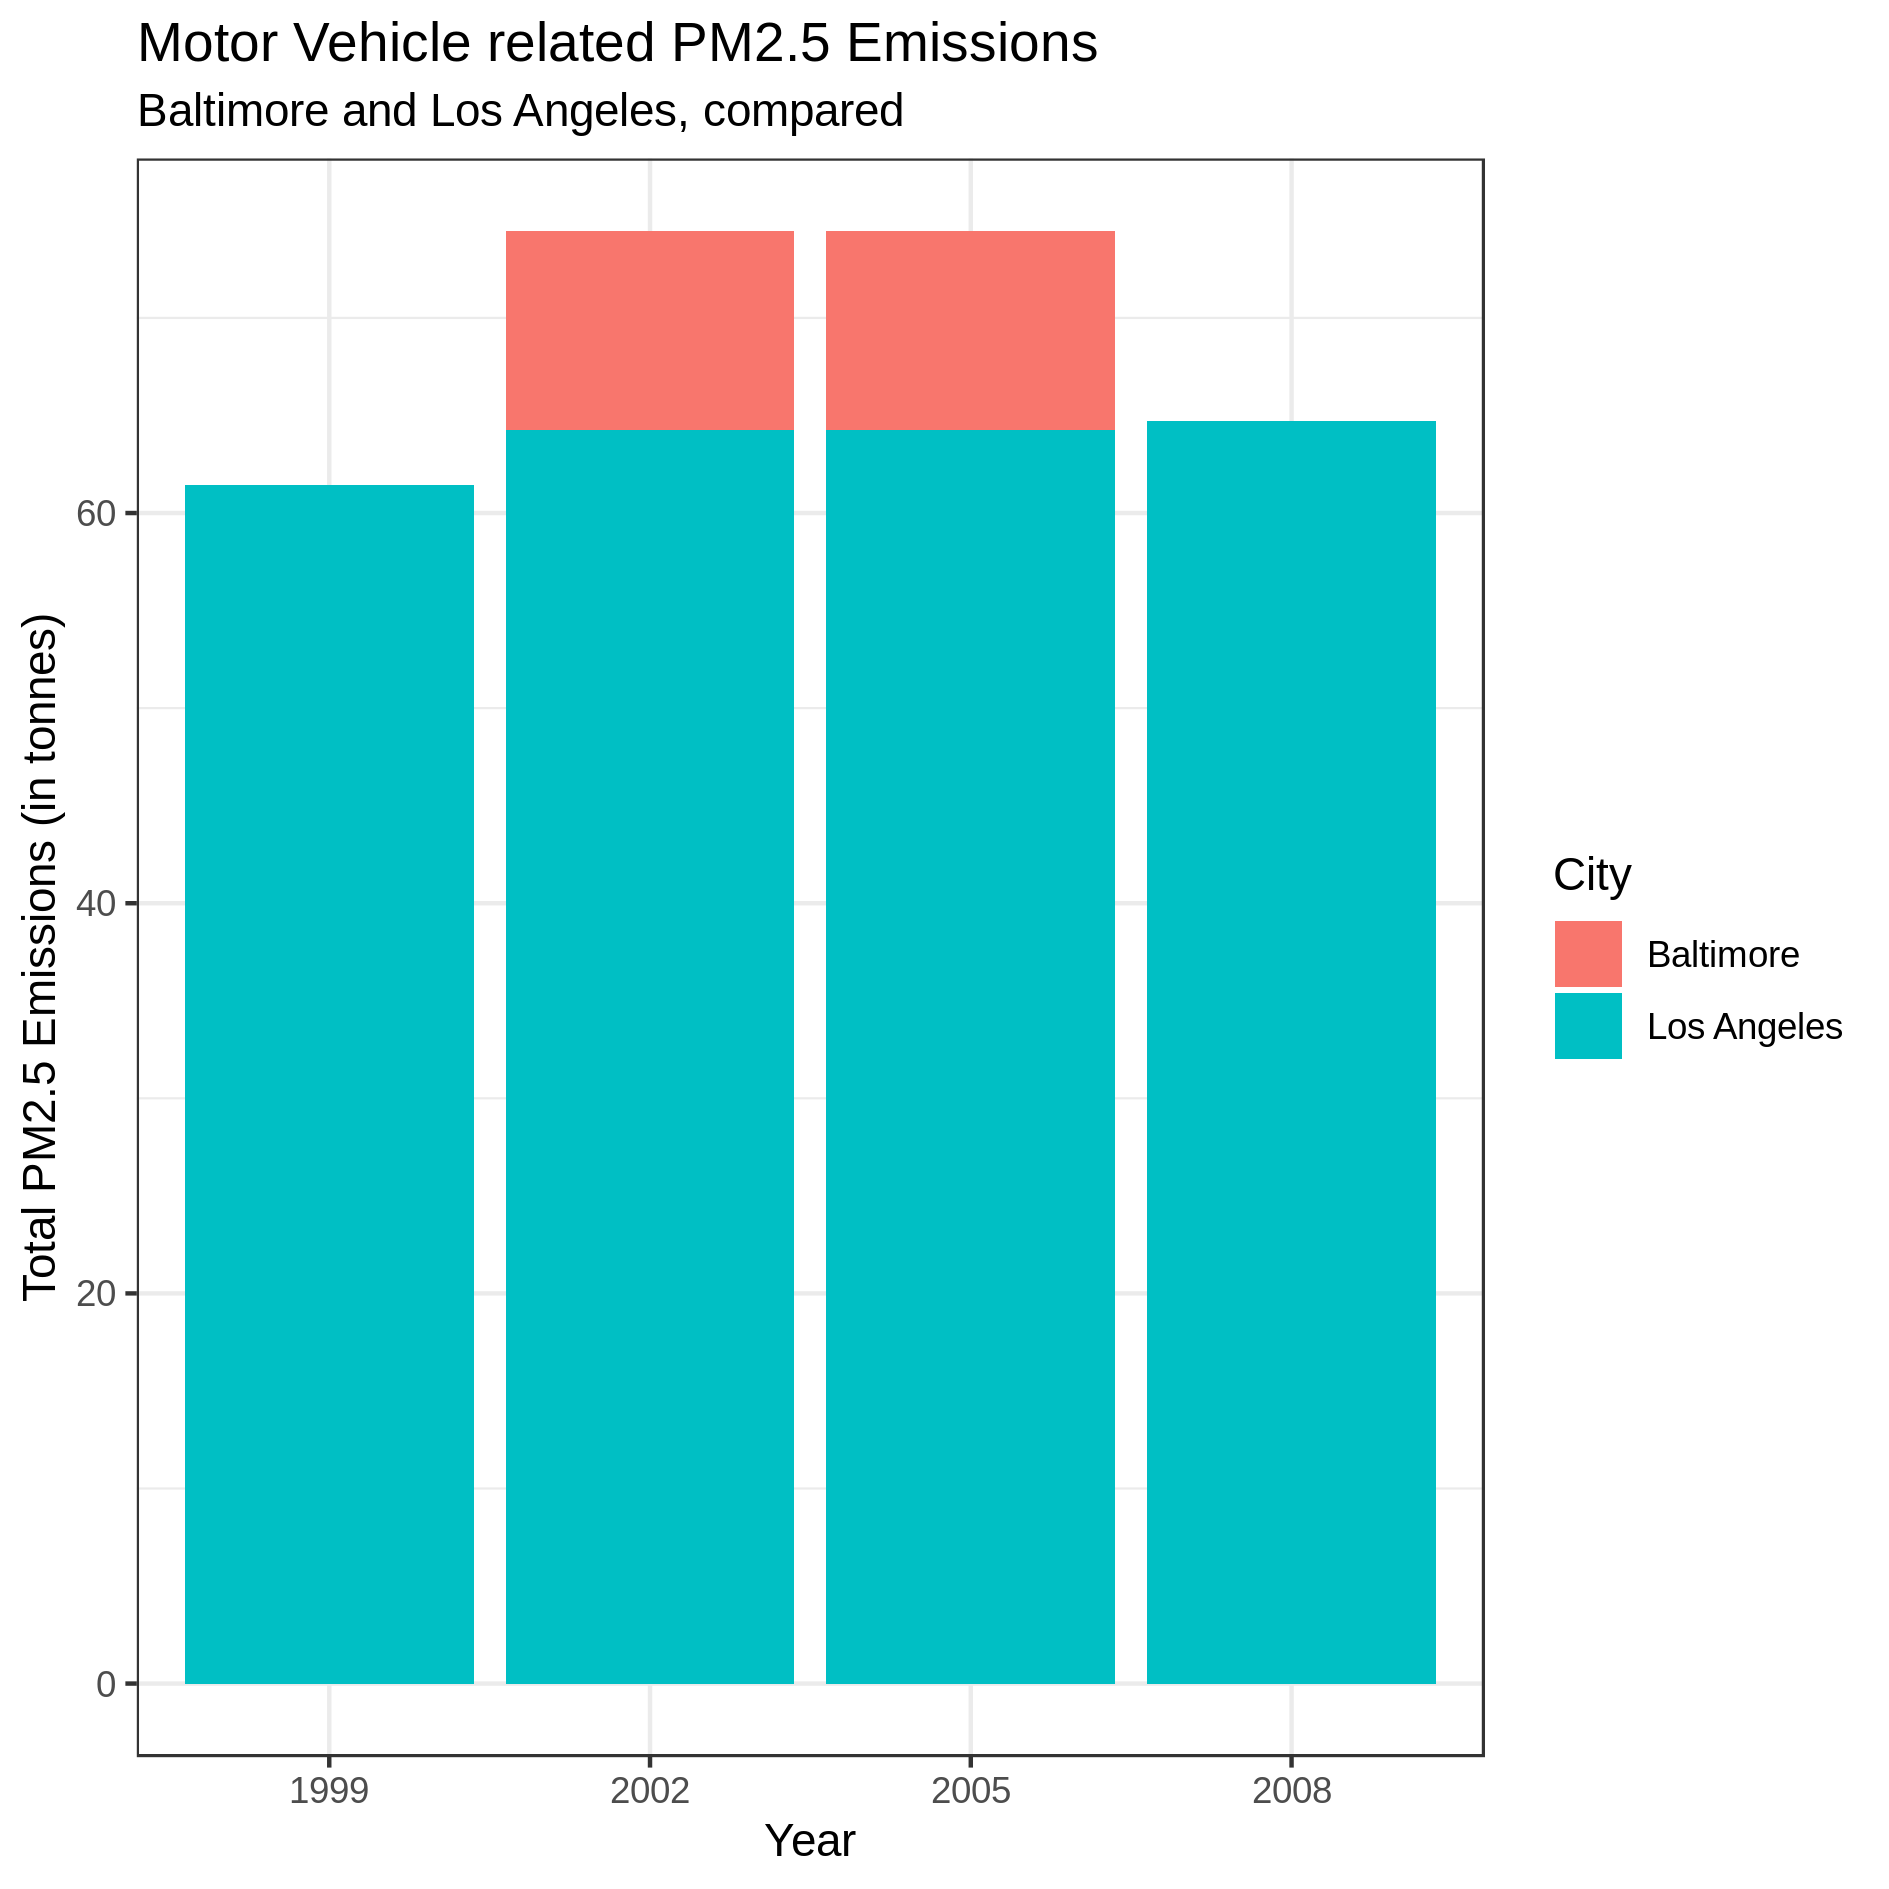 Motor Vehicle related PM2.5 Emissions
Baltimore and Los Angeles, compared
Total PM2.5 Emissions (in tonnes)
60
40
20
0
1999
2002
2005
2008
Year
City
Baltimore
Los Angeles